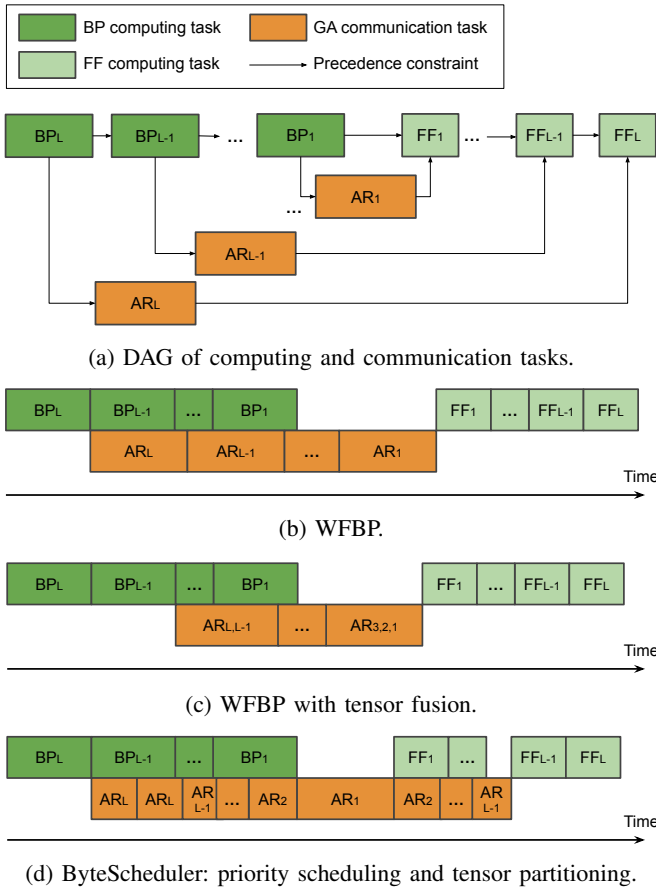 BP computing task GA communication task
FF computing task Precedence constraint
BPL BPL-1 ... BP1 FF1 ... FFL-1 FFL
... AR1
ARL-1
ARL
(a) DAG of computing and communication tasks.
BPL BPL-1 ... BP1 FF1 ... FFL-1 FFL
ARL ARL-1 ... AR1
Time
(b) WFBP.
BPL BPL-1 ... BP1 FF1 ... FFL-1 FFL
ARL,L-1 ... AR3,2,1
Time
(c) WFBP with tensor fusion.
BPL BPL-1 ... BP1 FF1 ... FFL-1 FFL
ARL ARL AR L-1 ... AR2 AR1 AR2 ... AR L-1
Time
(d) ByteScheduler: priority scheduling and tensor partitioning.